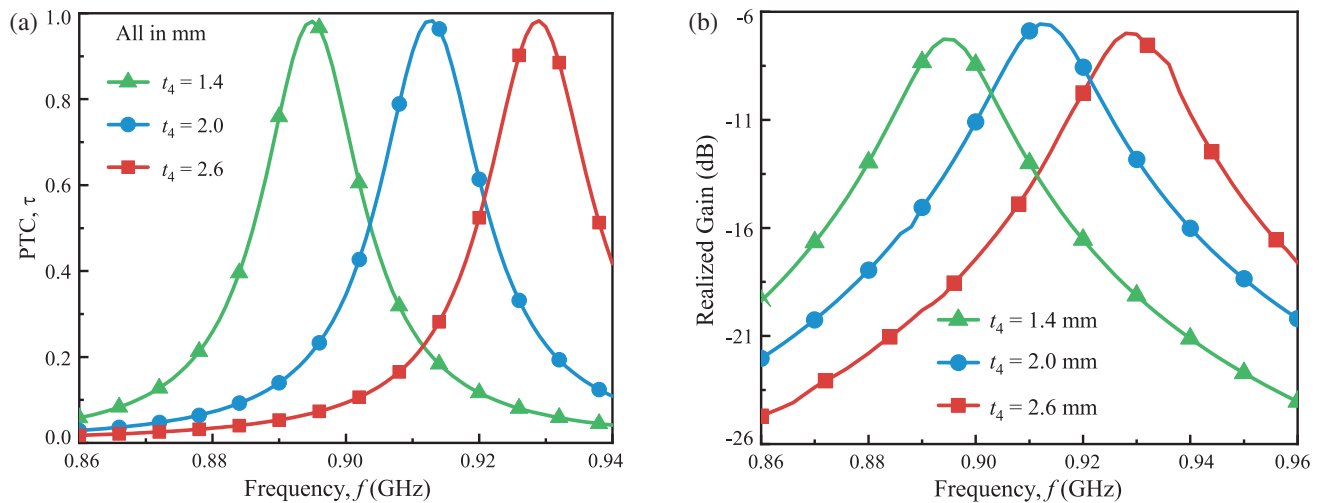 (a)
1.0
0.8
0.6
0.4
0.2
0.0
PTC, τ
All in mm
t4 = 1.4
t4 = 2.0
t4 = 2.6
0.86 0.88 0.90 0.92 0.94
Frequency, f (GHz)
(b)
-6
-11
-16
-21
-26
Realized Gain (dB)
t4 = 1.4 mm
t4 = 2.0 mm
t4 = 2.6 mm
0.86 0.88 0.90 0.92 0.94 0.96
Frequency, f (GHz)